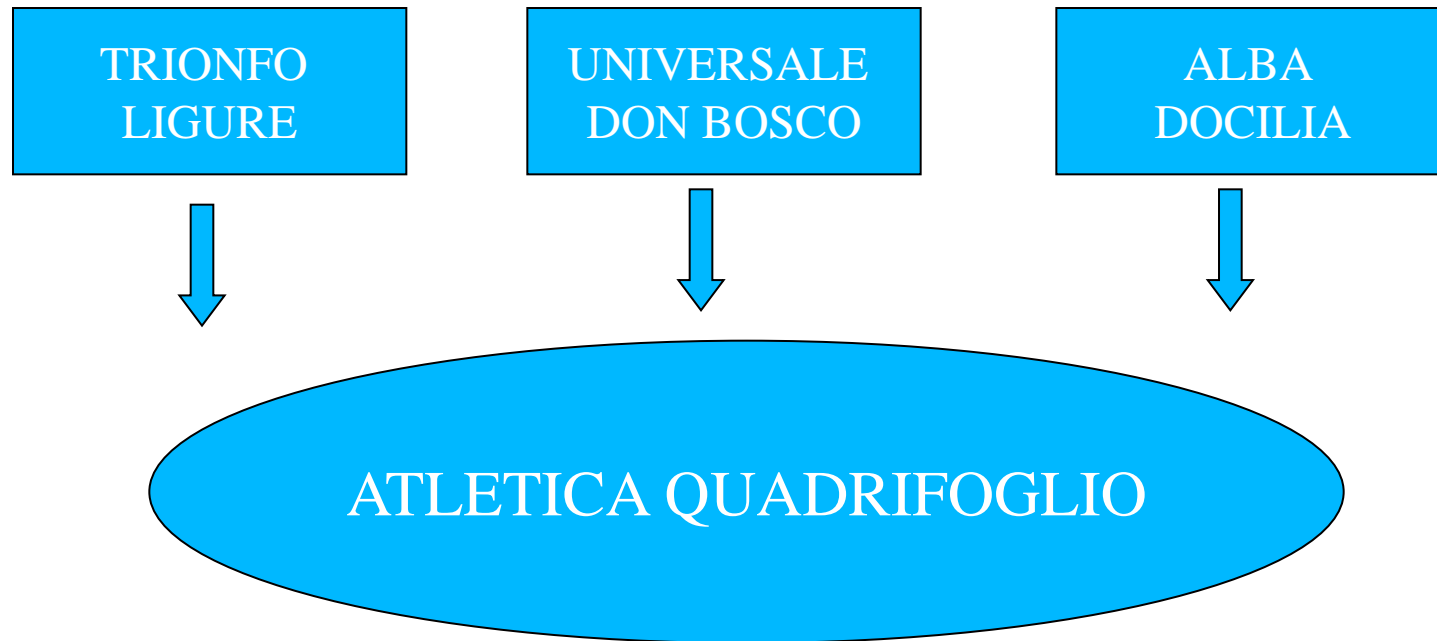 TRIONFO
LIGURE
UNIVERSALE
DON BOSCO
ALBA
DOCILIA
ATLETICA QUADRIFOGLIO